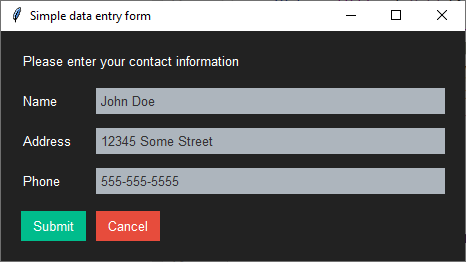 Simple data entry form
Please enter your contact information
Name John Doe
Address 12345 Some Street
Phone 555-555-5555
Submit Cancel